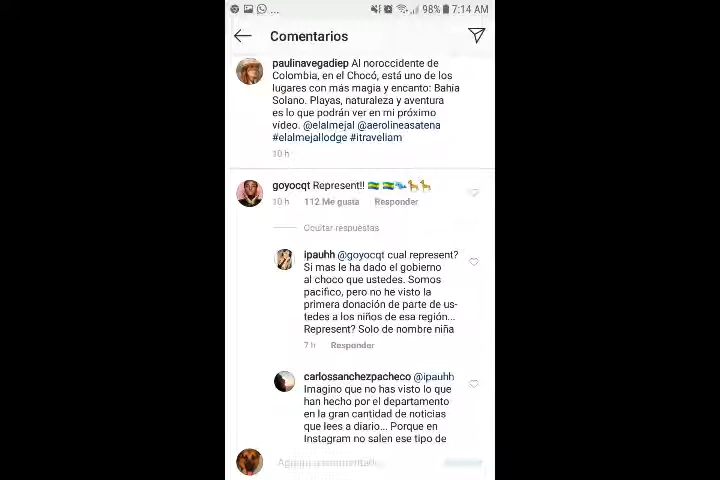 98% 7:14 AM
Comentarios
paulinavegadiep Al noroccidente de
Colombia, en el Chocó, está uno de los
lugares con más magia y encanto: Bahía
Solano. Playas, naturaleza y aventura
es lo que podrán ver en mi próximo
vídeo. @elalmejal @aerolineasatena
#elalmejallodge #itraveliam
10 h
goyocqt Represent!!
10 h 112 Me gusta Responder
Ocultar respuestas
ipauhh @goyocqt cual represent?
Si mas le ha dado el gobierno
al choco que ustedes. Somos
pacifico, pero no he visto la
primera donación de parte de us-
tedes a los niños de esa región...
Represent? Solo de nombre niña
7 h Responder
carlossanchezpacheco @ipauhh
Imagino que no has visto lo que
han hecho por el departamento
en la gran cantidad de noticias
que lees a diario... Porque en
Instagram no salen ese tipo de